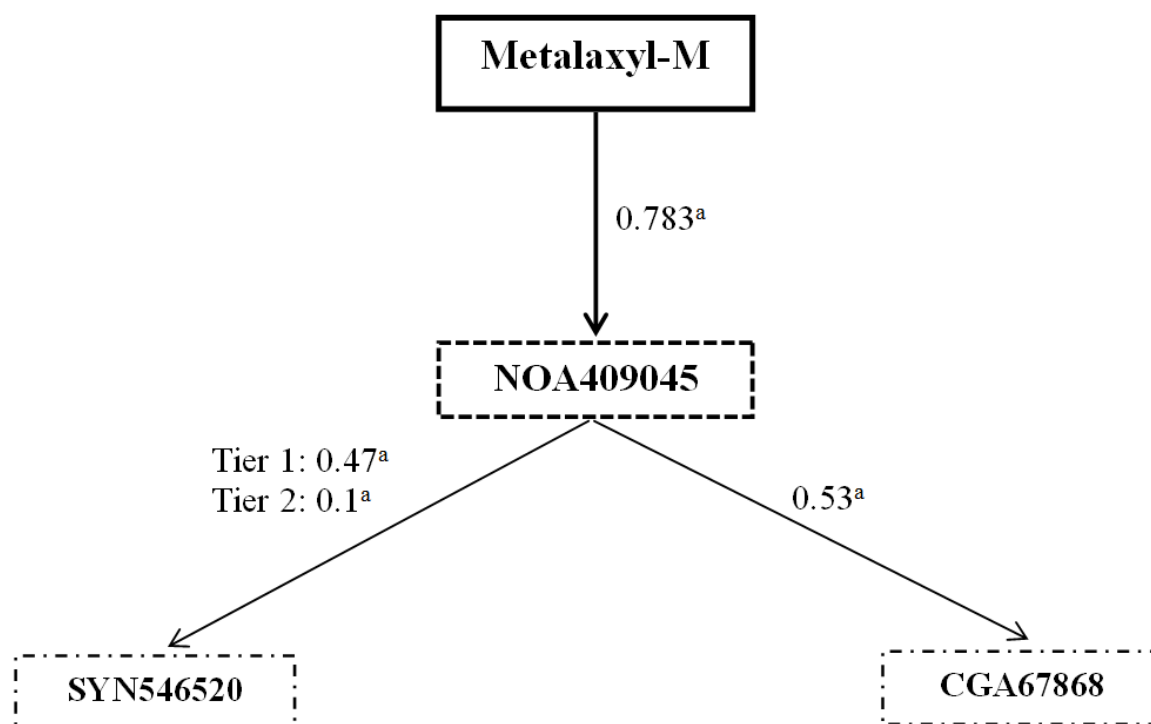 Metalaxyl-M
0.783ᵃ
NOA409045
Tier 1: 0.47ᵃ
Tier 2: 0.1ᵃ
0.53ᵃ
SYN546520
CGA67868